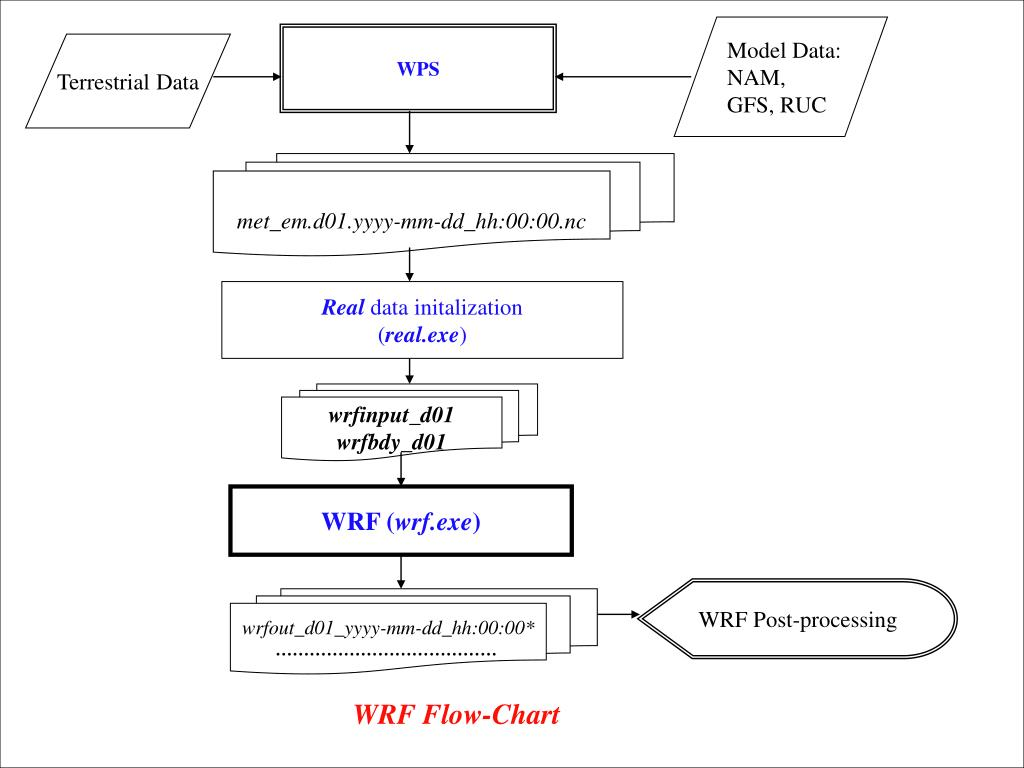 Terrestrial Data
WPS
Model Data:
NAM,
GFS, RUC
met_em.d01.yyyy-mm-dd_hh:00:00.nc
Real data initalization
(real.exe)
wrfinput_d01
wrfbdy_d01
WRF (wrf.exe)
wrfout_d01_yyyy-mm-dd_hh:00:00*
......................................
WRF Post-processing
WRF Flow-Chart